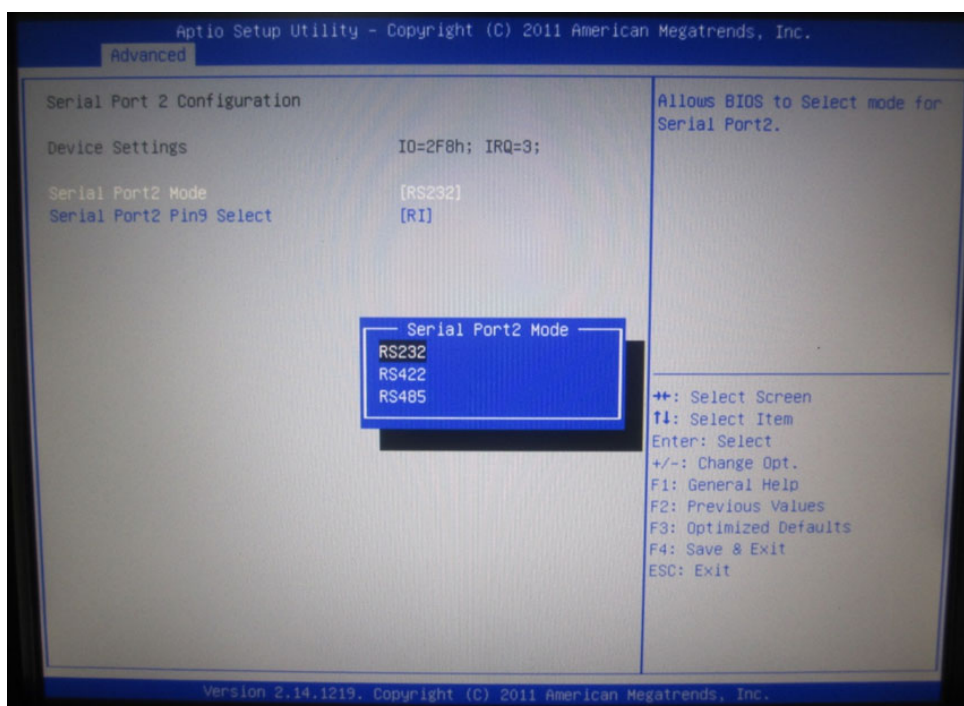 Aptio Setup Utility - Copyright (C) 2011 American Megatrends, Inc.
Advanced
Serial Port 2 Configuration
Device Settings IO=2F8h; IRQ=3;
Serial Port2 Mode [RS232]
Serial Port2 Pin9 Select [RI]
Serial Port2 Mode
RS232
RS422
RS485
Allows BIOS to Select mode for
Serial Port2.
→←: Select Screen
↑↓: Select Item
Enter: Select
+/-: Change Opt.
F1: General Help
F2: Previous Values
F3: Optimized Defaults
F4: Save & Exit
ESC: Exit
Version 2.14.1219. Copyright (C) 2011 American Megatrends, Inc.